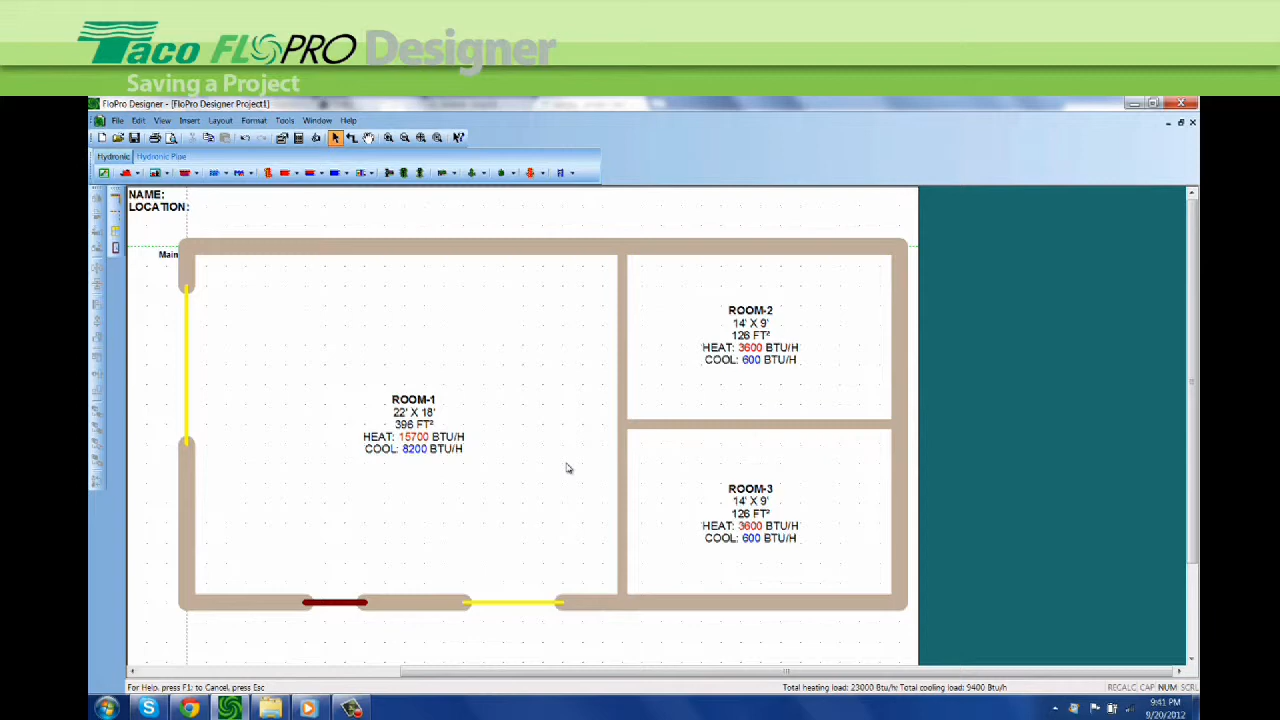 Taco FLOPRO Designer
Saving a Project
FloPro Designer - [FloPro Designer Project1]
File Edit View Insert Layout Format Tools Window Help
Hydronic Hydronic Pipe
NAME:
LOCATION:
Main
ROOM-1
22' X 18'
396 FT²
HEAT: 15700 BTU/H
COOL: 8200 BTU/H
ROOM-2
14' X 9'
126 FT²
HEAT: 3600 BTU/H
COOL: 600 BTU/H
ROOM-3
14' X 9'
126 FT²
HEAT: 3600 BTU/H
COOL: 600 BTU/H
For Help, press F1; to Cancel, press Esc
Total heating load: 23000 Btu/h; Total cooling load: 9400 Btu/h
RECALC CAP NUM SCRL
9:41 PM
9/20/2012